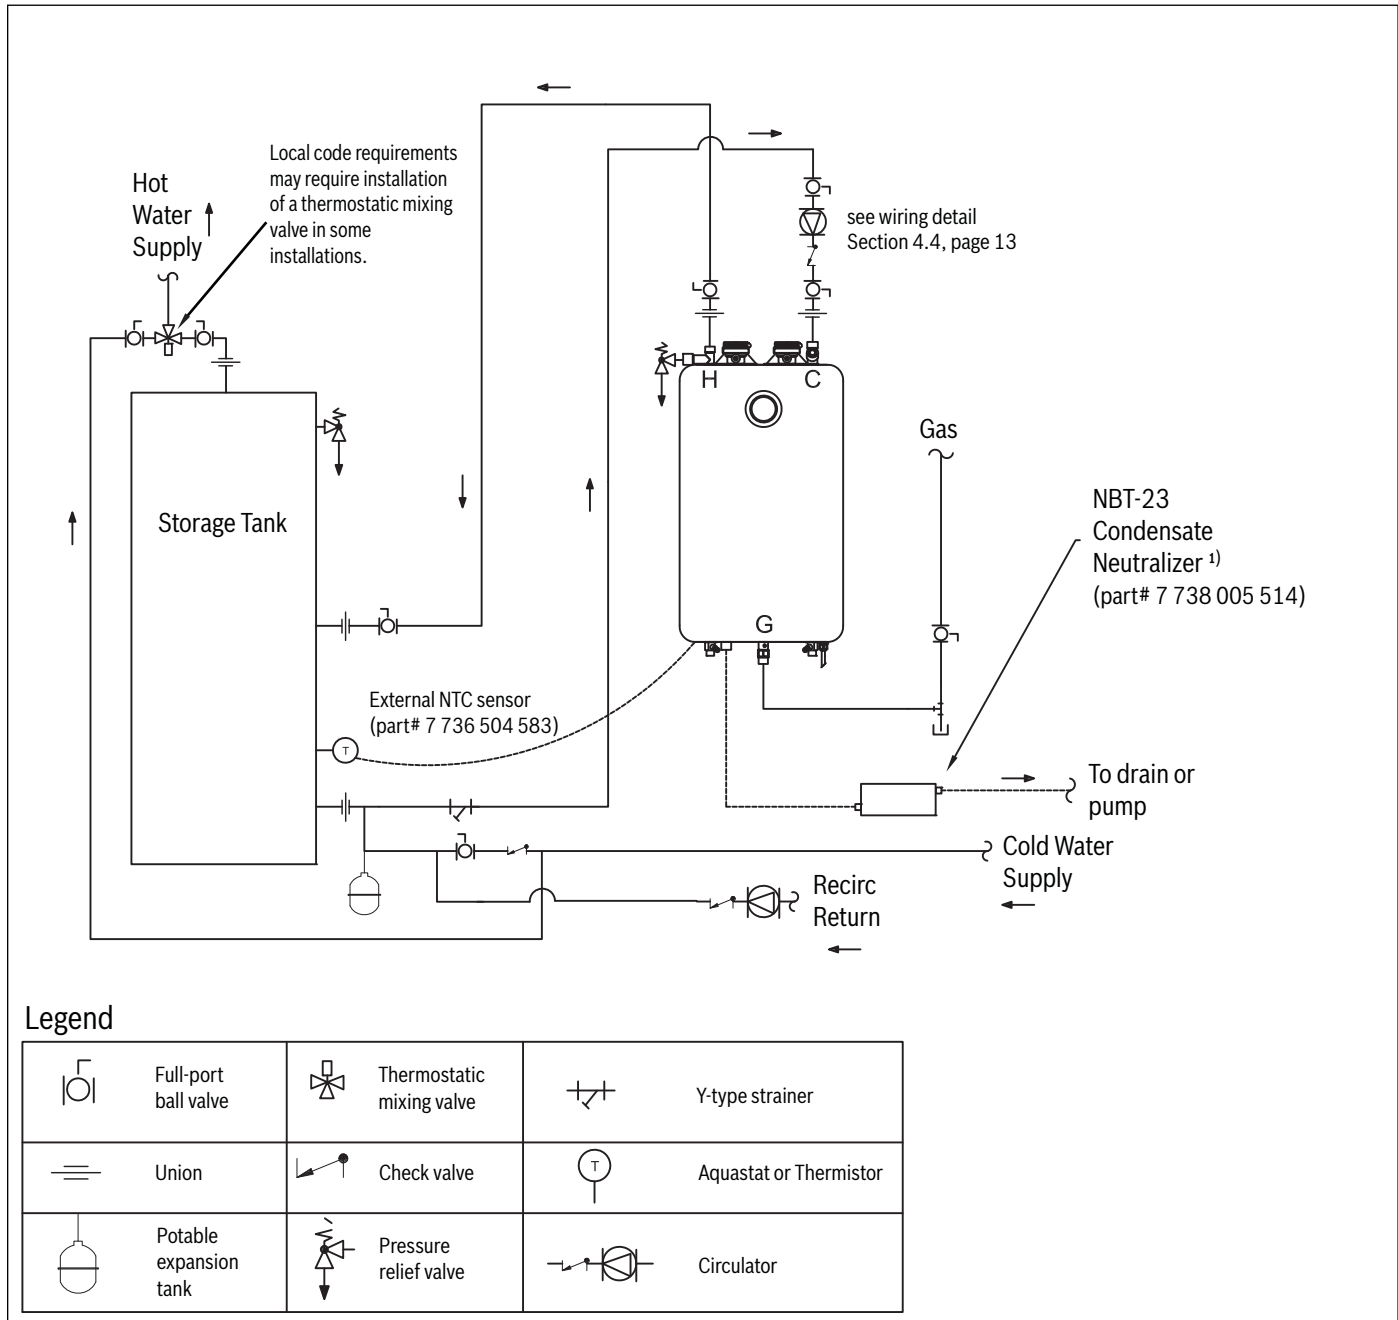 Hot
Water
Supply
Local code requirements
may require installation
of a thermostatic mixing
valve in some
installations.
see wiring detail
Section 4.4, page 13
H
C
G
Gas
Storage Tank
NBT-23
Condensate
Neutralizer ¹⁾
(part# 7 738 005 514)
External NTC sensor
(part# 7 736 504 583)
T
To drain or
pump
Cold Water
Supply
Recirc
Return
Legend
Full-port
ball valve
Thermostatic
mixing valve
Y-type strainer
Union
Check valve
T
Aquastat or Thermistor
Potable
expansion
tank
Pressure
relief valve
Circulator